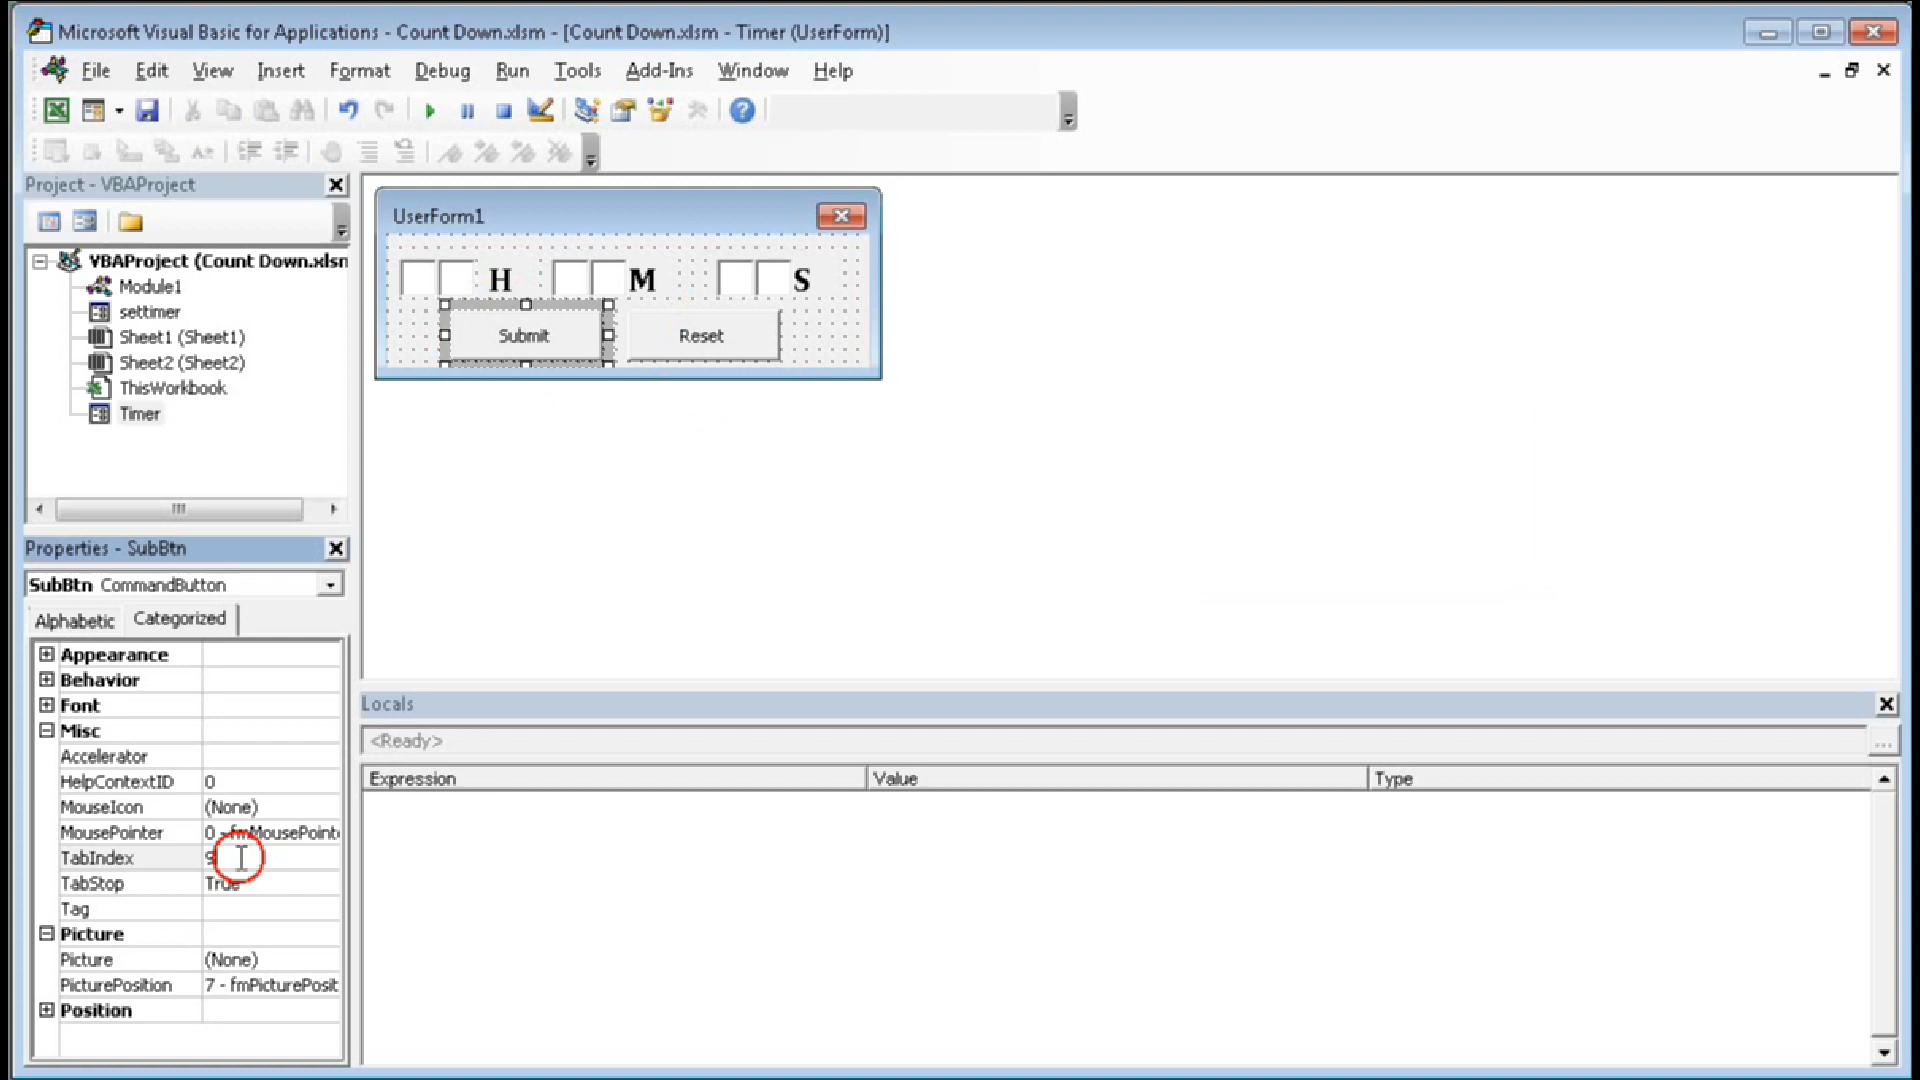 Microsoft Visual Basic for Applications - Count Down.xlsm - [Count Down.xlsm - Timer (UserForm)]
File Edit View Insert Format Debug Run Tools Add-Ins Window Help
Project - VBAProject
VBAProject (Count Down.xlsn
Module1
settimer
Sheet1 (Sheet1)
Sheet2 (Sheet2)
ThisWorkbook
Timer
UserForm1
H M S
Submit Reset
Properties - SubBtn
SubBtn CommandButton
Alphabetic Categorized
Appearance
Behavior
Font
Misc
Accelerator
HelpContextID 0
MouseIcon (None)
MousePointer 0 - fmMousePointe
TabIndex 9
TabStop True
Tag
Picture
Picture (None)
PicturePosition 7 - fmPicturePosit
Position
Locals
<Ready>
...
Expression Value Type